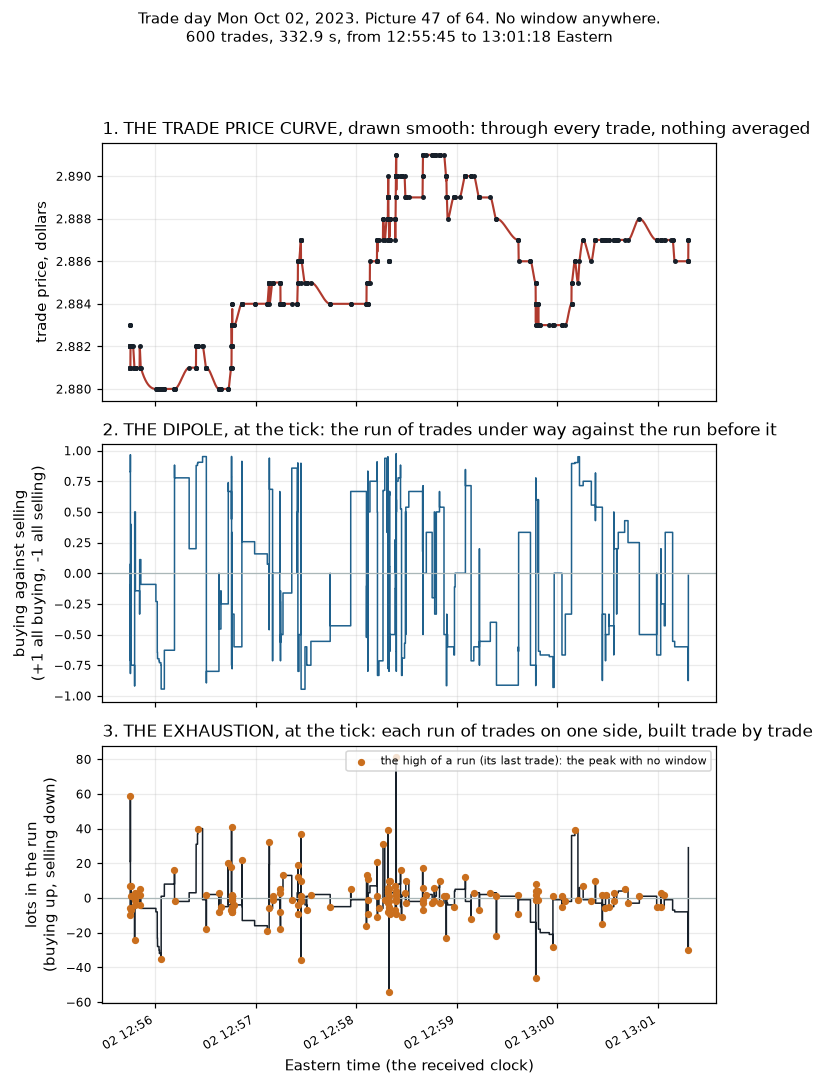 Trade day Mon Oct 02, 2023. Picture 47 of 64. No window anywhere.
600 trades, 332.9 s, from 12:55:45 to 13:01:18 Eastern
1. THE TRADE PRICE CURVE, drawn smooth: through every trade, nothing averaged
trade price, dollars
2.890
2.888
2.886
2.884
2.882
2.880
2. THE DIPOLE, at the tick: the run of trades under way against the run before it
buying against selling
(+1 all buying, -1 all selling)
1.00
0.75
0.50
0.25
0.00
−0.25
−0.50
−0.75
−1.00
3. THE EXHAUSTION, at the tick: each run of trades on one side, built trade by trade
the high of a run (its last trade): the peak with no window
lots in the run
(buying up, selling down)
80
60
40
20
0
−20
−40
−60
02 12:56
02 12:57
02 12:58
02 12:59
02 13:00
02 13:01
Eastern time (the received clock)